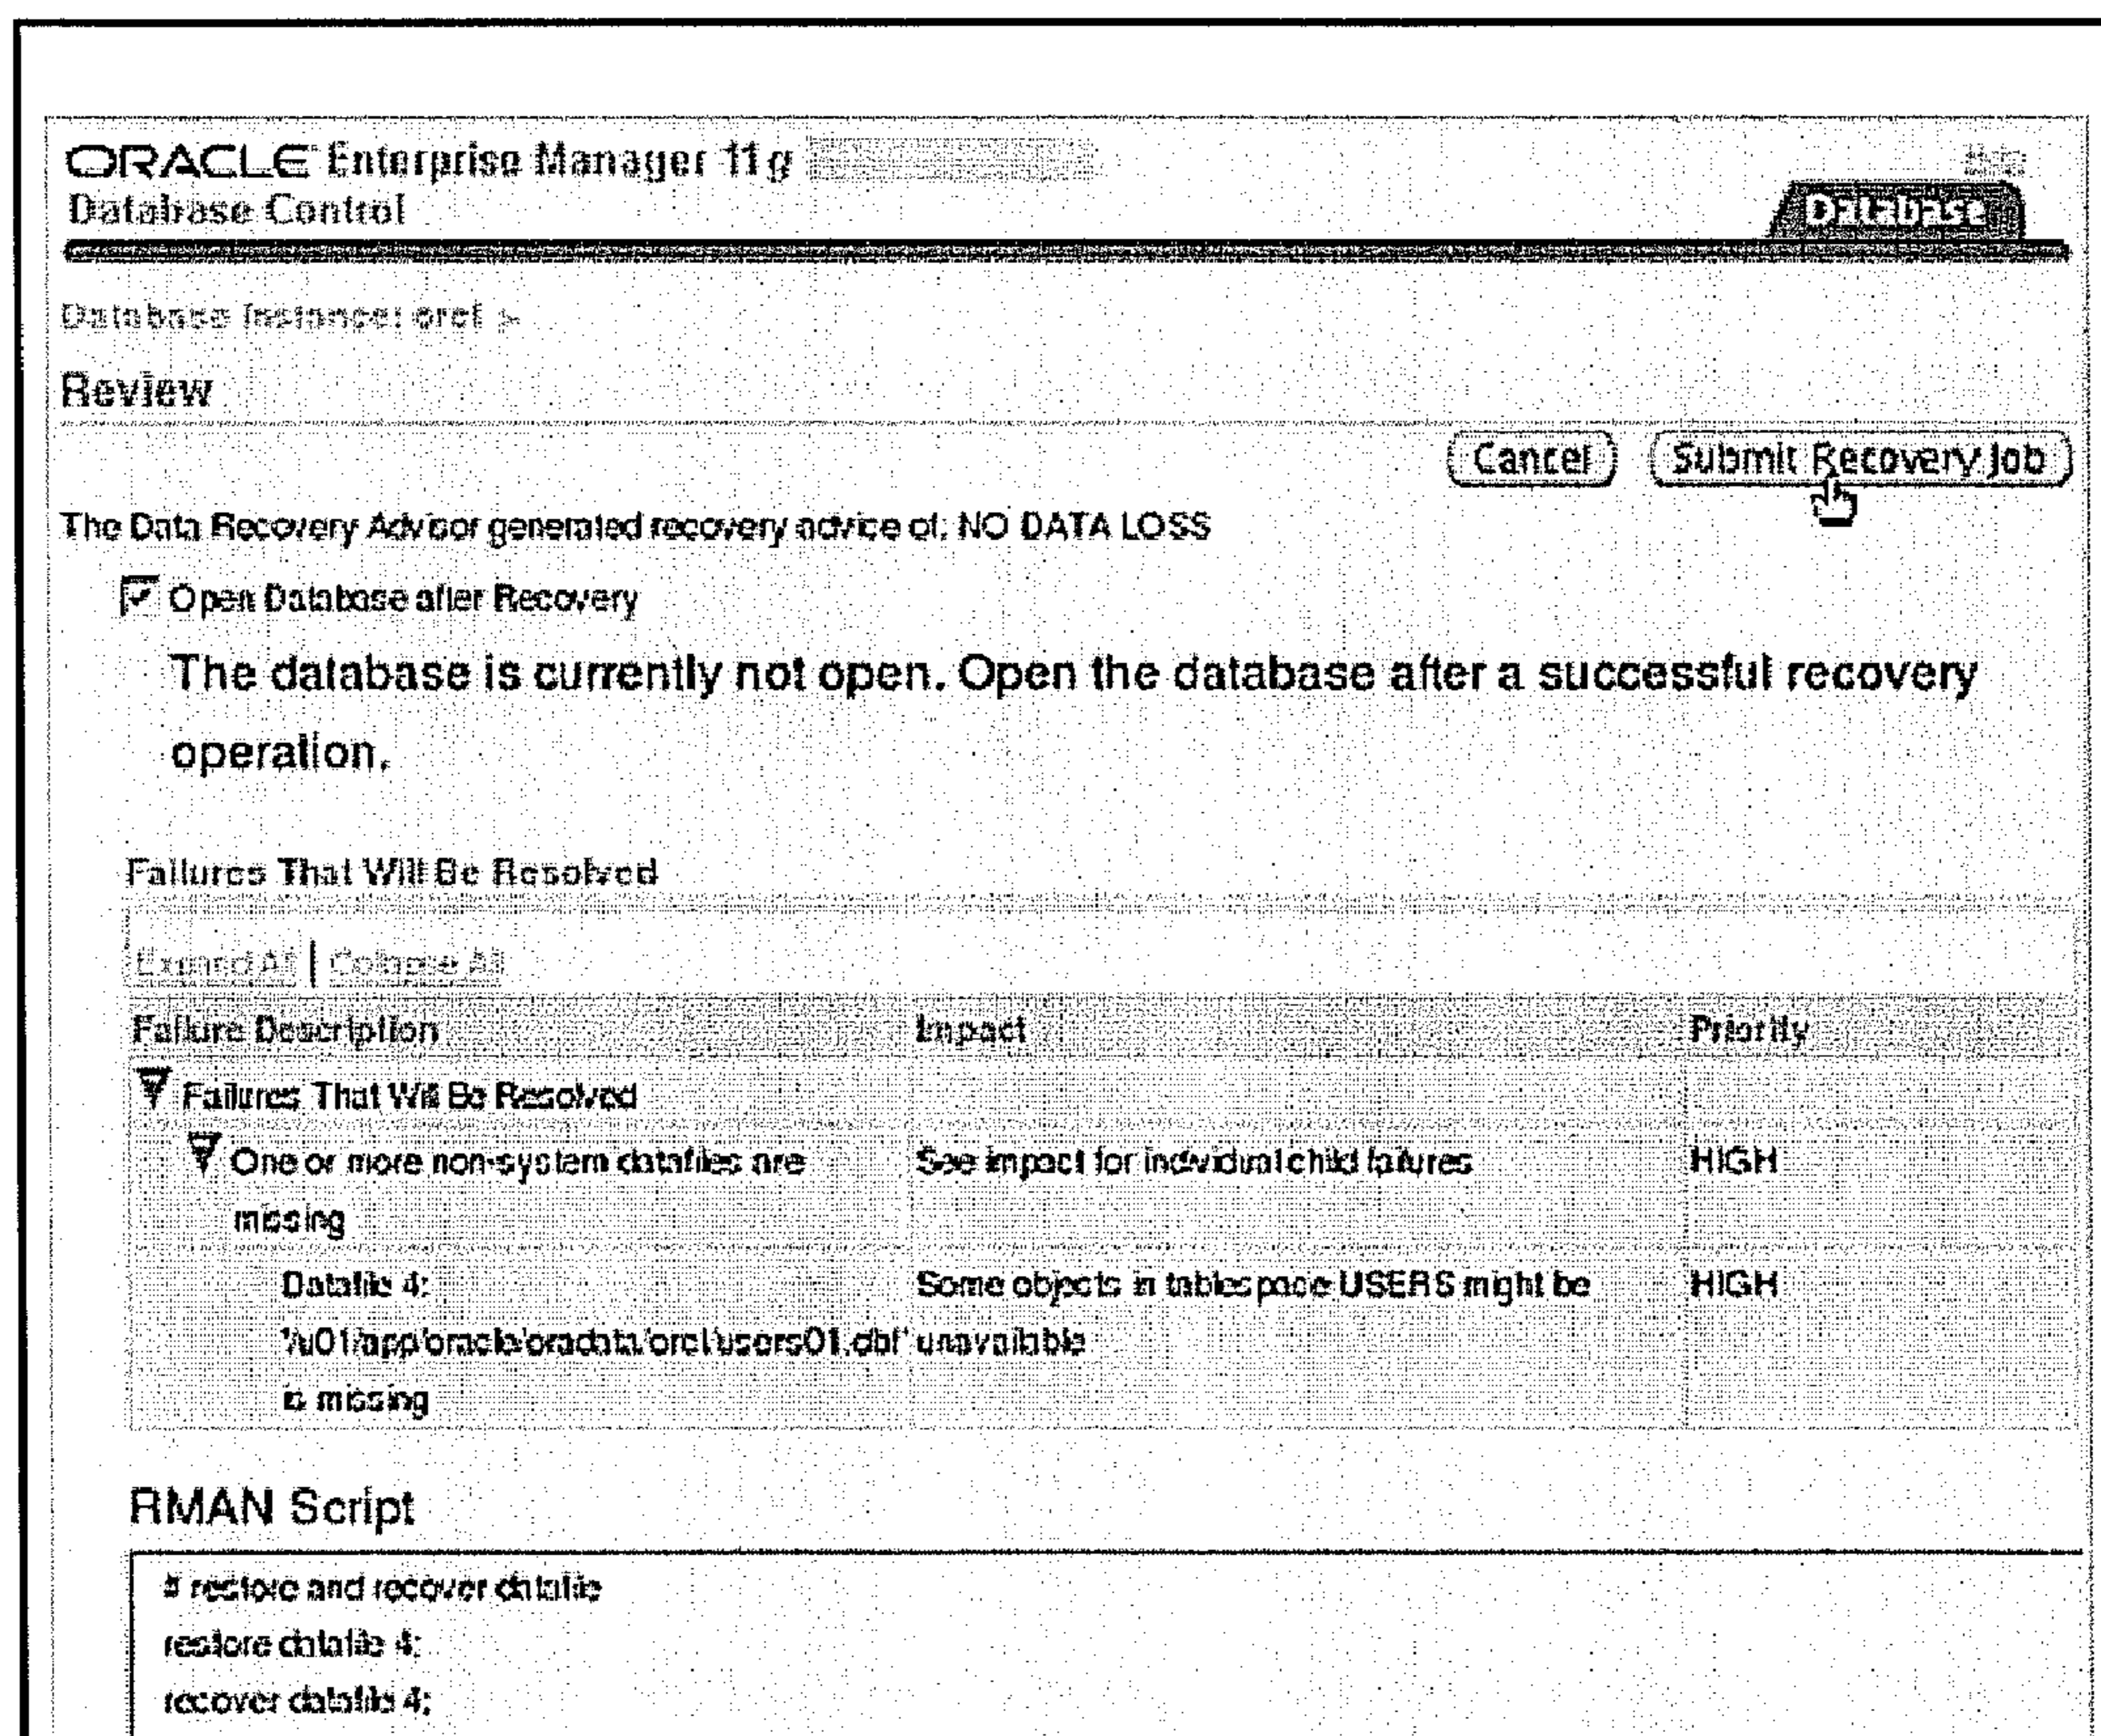 ORACLE Enterprise Manager 11g
Database Control
Help
Database
Database Instance: orcl >
Review
Cancel
Submit Recovery Job
The Data Recovery Advisor generated recovery advice of: NO DATA LOSS
Open Database after Recovery
The database is currently not open. Open the database after a successful recovery
operation.
Failures That Will Be Resolved
Expand All | Collapse All
Failure Description Impact Priority
Failures That Will Be Resolved
One or more non-system datafiles are See impact for individual child failures HIGH
missing
Datafile 4: Some objects in tablespace USERS might be HIGH
'/u01/app/oracle/oradata/orcl/users01.dbf' unavailable
is missing
RMAN Script
# restore and recover datafile
restore datafile 4;
recover datafile 4;